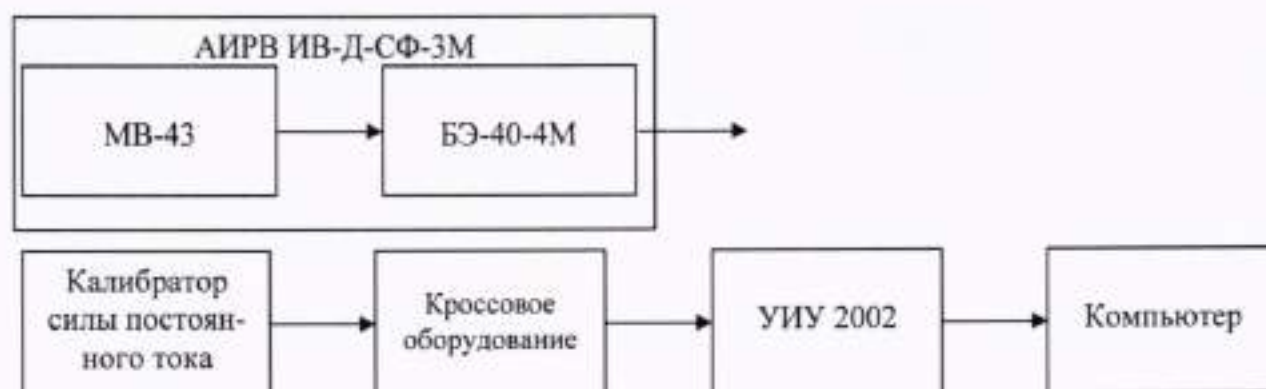 АИРВ ИВ-Д-СФ-3М
МВ-43
БЭ-40-4М
Калибратор
силы постоян-
ного тока
Кроссовое
оборудование
УИУ 2002
Компьютер